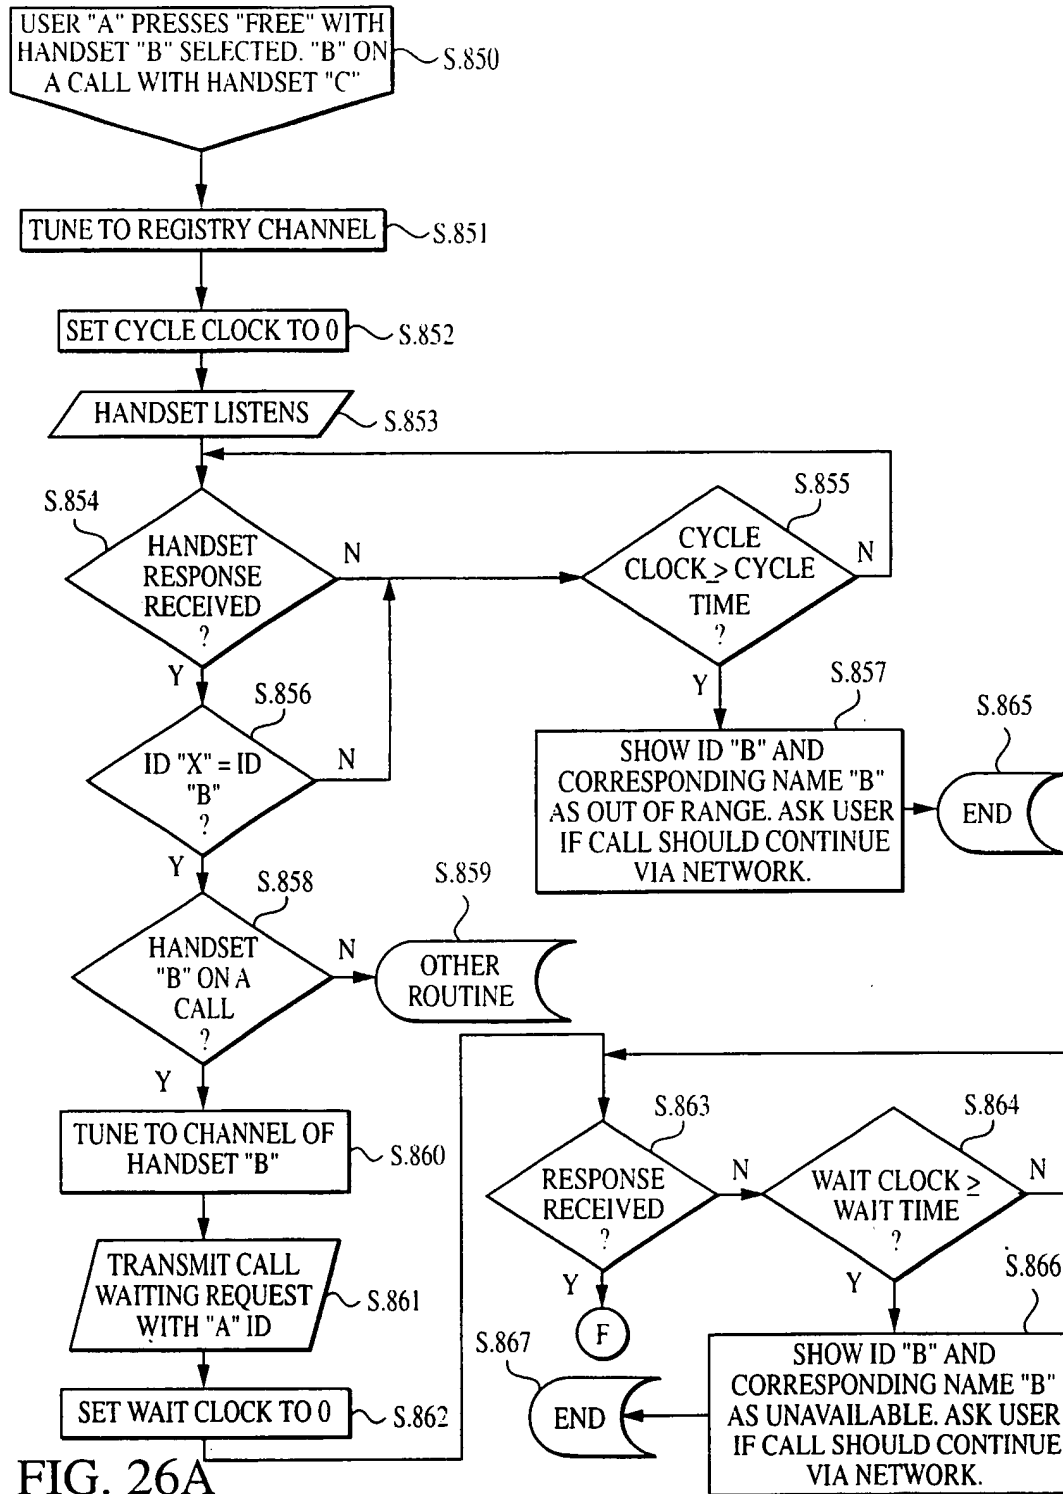 USER "A" PRESSES "FREE" WITH
HANDSET "B" SELECTED. "B" ON
A CALL WITH HANDSET "C"
S.850
TUNE TO REGISTRY CHANNEL
S.851
SET CYCLE CLOCK TO 0
S.852
HANDSET LISTENS
S.853
S.854
HANDSET
RESPONSE
RECEIVED
?
N
Y
S.855
CYCLE
CLOCK ≥ CYCLE
TIME
?
N
Y
S.856
ID "X" = ID
"B"
?
N
Y
S.857
SHOW ID "B" AND
CORRESPONDING NAME "B"
AS OUT OF RANGE. ASK USER
IF CALL SHOULD CONTINUE
VIA NETWORK.
S.865
END
S.858
HANDSET
"B" ON A
CALL
?
N
Y
S.859
OTHER
ROUTINE
TUNE TO CHANNEL OF
HANDSET "B"
S.860
TRANSMIT CALL
WAITING REQUEST
WITH "A" ID
S.861
SET WAIT CLOCK TO 0
S.862
S.863
RESPONSE
RECEIVED
?
N
Y
F
S.864
WAIT CLOCK ≥
WAIT TIME
?
N
Y
S.866
SHOW ID "B" AND
CORRESPONDING NAME "B"
AS UNAVAILABLE. ASK USER
IF CALL SHOULD CONTINUE
VIA NETWORK.
S.867
END
FIG. 26A